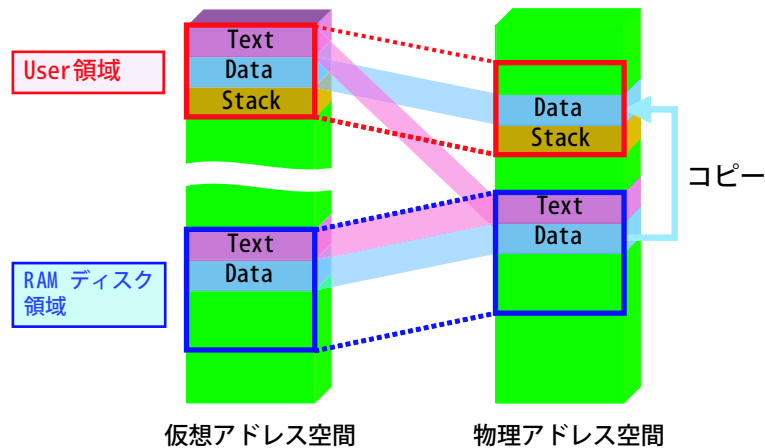 User領域
Text
Data
Stack
Data
Stack
コピー
Text
Data
Text
Data
RAM ディスク
領域
仮想アドレス空間
物理アドレス空間